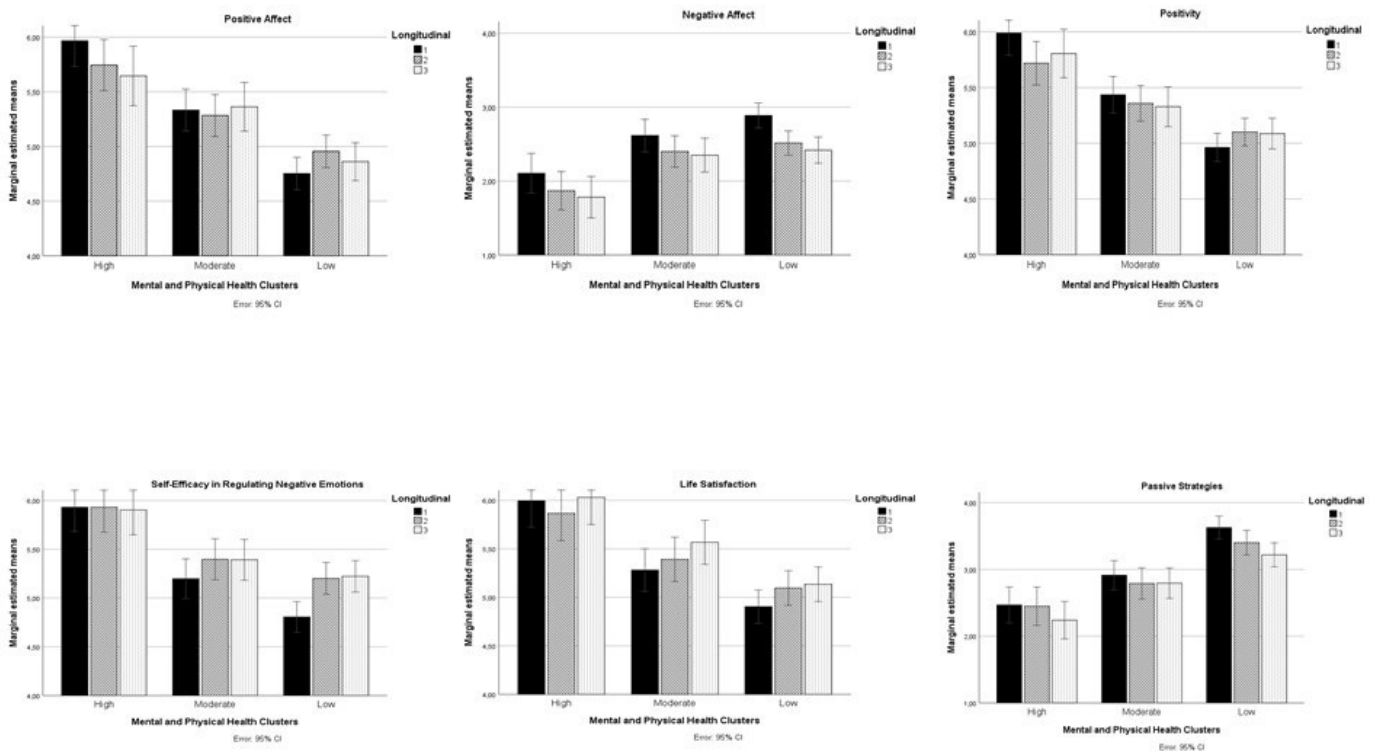 Positive Affect
Longitudinal
1
2
3
Marginal estimated means
6,00
5,50
5,00
4,50
4,00
High Moderate Low
Mental and Physical Health Clusters
Error: 95% CI
Negative Affect
Longitudinal
1
2
3
Marginal estimated means
4,00
3,00
2,00
1,00
High Moderate Low
Mental and Physical Health Clusters
Error: 95% CI
Positivity
Longitudinal
1
2
3
Marginal estimated means
6,00
5,50
5,00
4,50
4,00
High Moderate Low
Mental and Physical Health Clusters
Error: 95% CI
Self-Efficacy in Regulating Negative Emotions
Longitudinal
1
2
3
Marginal estimated means
6,00
5,50
5,00
4,50
4,00
High Moderate Low
Mental and Physical Health Clusters
Error: 95% CI
Life Satisfaction
Longitudinal
1
2
3
Marginal estimated means
6,00
5,50
5,00
4,50
4,00
High Moderate Low
Mental and Physical Health Clusters
Error: 95% CI
Passive Strategies
Longitudinal
1
2
3
Marginal estimated means
4,00
3,00
2,00
1,00
High Moderate Low
Mental and Physical Health Clusters
Error: 95% CI